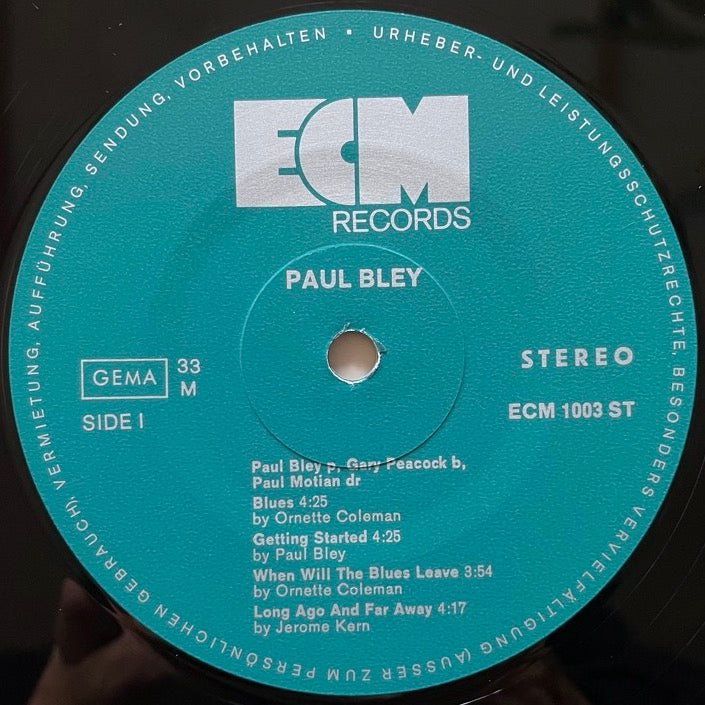 URHEBER- UND LEISTUNGSSCHUTZRECHTE, BESONDERS VERVIELFÄLTIGUNG (AUSSER ZUM PERSÖNLICHEN GEBRAUCH), VERMIETUNG, AUFFÜHRUNG, SENDUNG, VORBEHALTEN •
ECM
RECORDS
PAUL BLEY
GEMA
33
M
SIDE I
STEREO
ECM 1003 ST
Paul Bley p, Gary Peacock b,
Paul Motian dr
Blues 4:25
by Ornette Coleman
Getting Started 4:25
by Paul Bley
When Will The Blues Leave 3:54
by Ornette Coleman
Long Ago And Far Away 4:17
by Jerome Kern